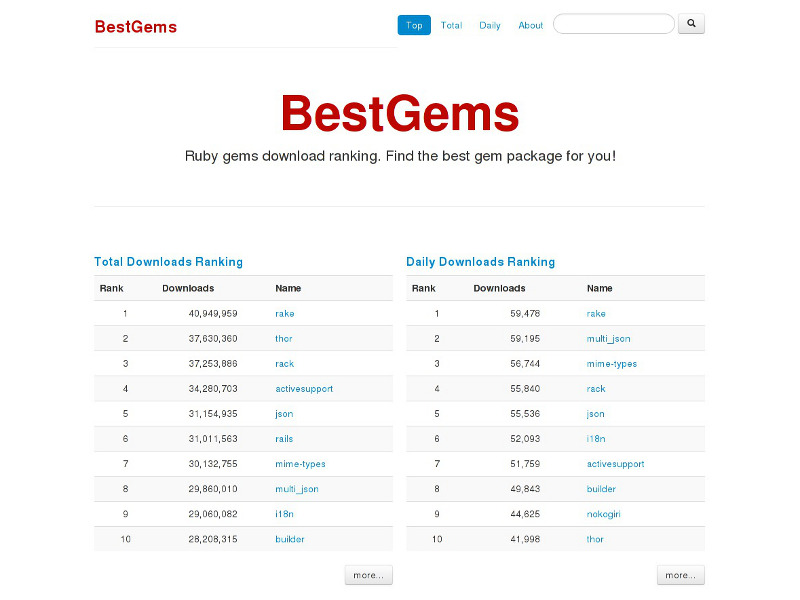 BestGems
Top Total Daily About
BestGems
Ruby gems download ranking. Find the best gem package for you!
Total Downloads Ranking
Rank Downloads Name
1 40,949,959 rake
2 37,630,360 thor
3 37,253,886 rack
4 34,280,703 activesupport
5 31,154,935 json
6 31,011,563 rails
7 30,132,755 mime-types
8 29,860,010 multi_json
9 29,060,082 i18n
10 28,208,315 builder
more...
Daily Downloads Ranking
Rank Downloads Name
1 59,478 rake
2 59,195 multi_json
3 56,744 mime-types
4 55,840 rack
5 55,536 json
6 52,093 i18n
7 51,759 activesupport
8 49,843 builder
9 44,625 nokogiri
10 41,998 thor
more...